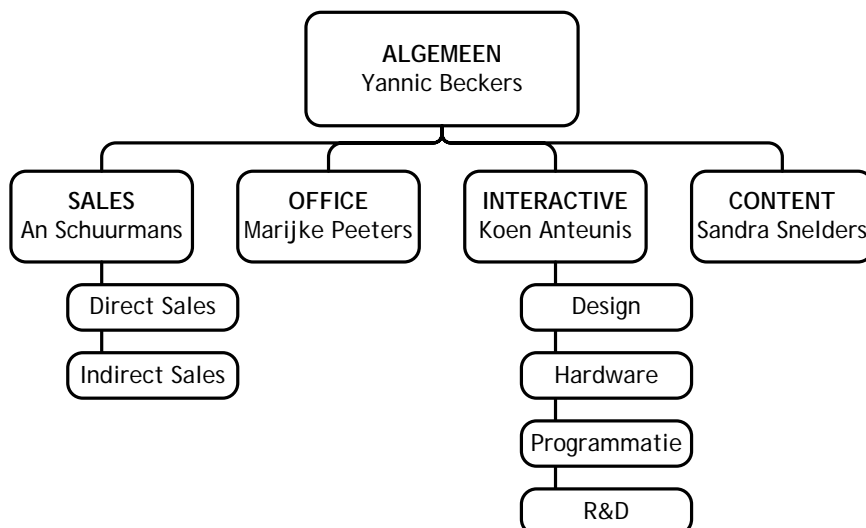 ALGEMEEN
Yannic Beckers
SALES
An Schuurmans
OFFICE
Marijke Peeters
INTERACTIVE
Koen Anteunis
CONTENT
Sandra Snelders
Direct Sales
Indirect Sales
Design
Hardware
Programmatie
R&D